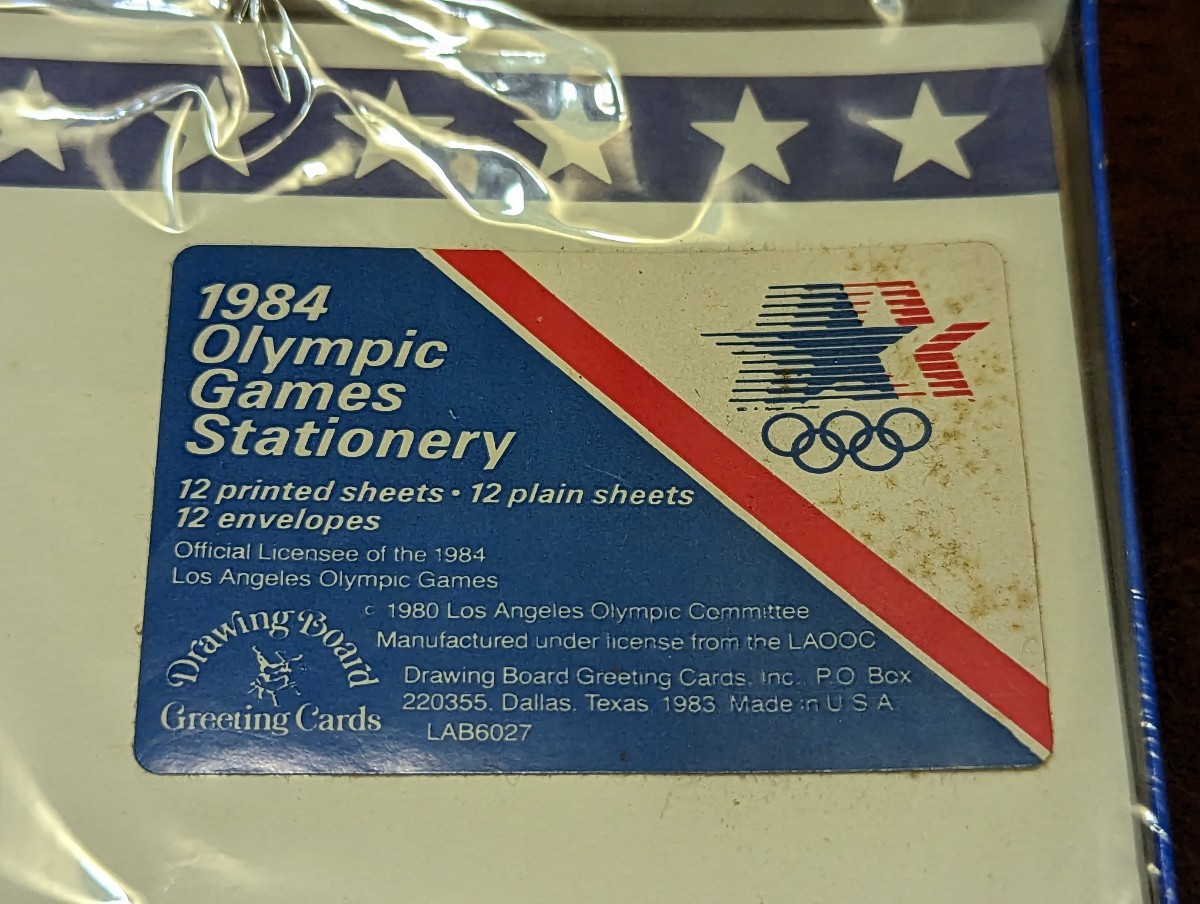 1984
Olympic
Games
Stationery
12 printed sheets • 12 plain sheets
12 envelopes
Official Licensee of the 1984
Los Angeles Olympic Games
c 1980 Los Angeles Olympic Committee
Manufactured under license from the LAOOC
Drawing Board
Greeting Cards
Drawing Board Greeting Cards, Inc., P.O. Box
220355, Dallas, Texas 1983 Made in U S A
LAB6027